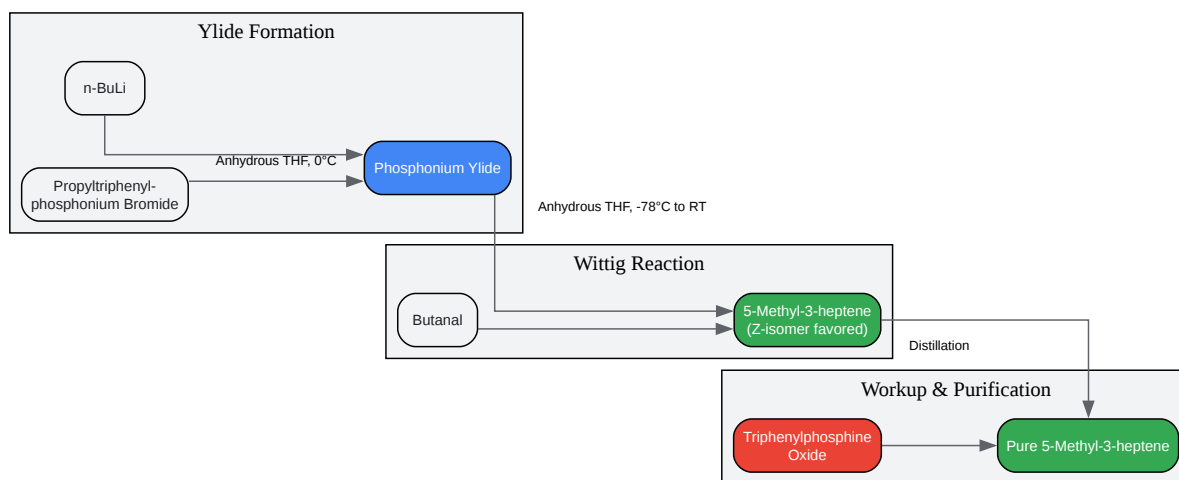 Ylide Formation
n-BuLi
Anhydrous THF, 0°C
Propyltriphenyl-
phosphonium Bromide
Phosphonium Ylide
Anhydrous THF, -78°C to RT
Wittig Reaction
Butanal
5-Methyl-3-heptene
(Z-isomer favored)
Distillation
Workup & Purification
Triphenylphosphine
Oxide
Pure 5-Methyl-3-heptene